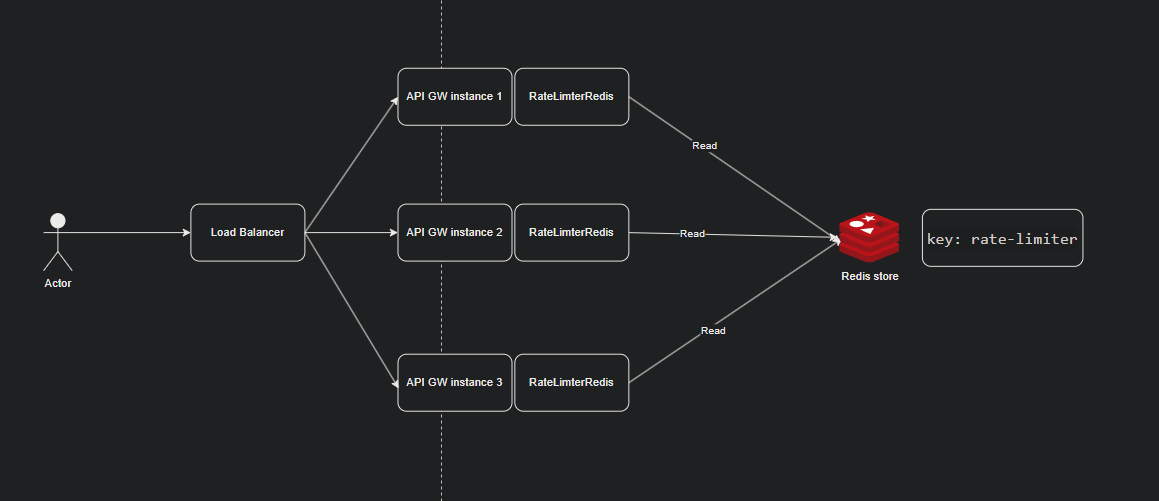 API GW instance 1
RateLimterRedis
Read
Load Balancer
API GW instance 2
RateLimterRedis
Read
key: rate-limiter
Redis store
Actor
Read
API GW instance 3
RateLimterRedis